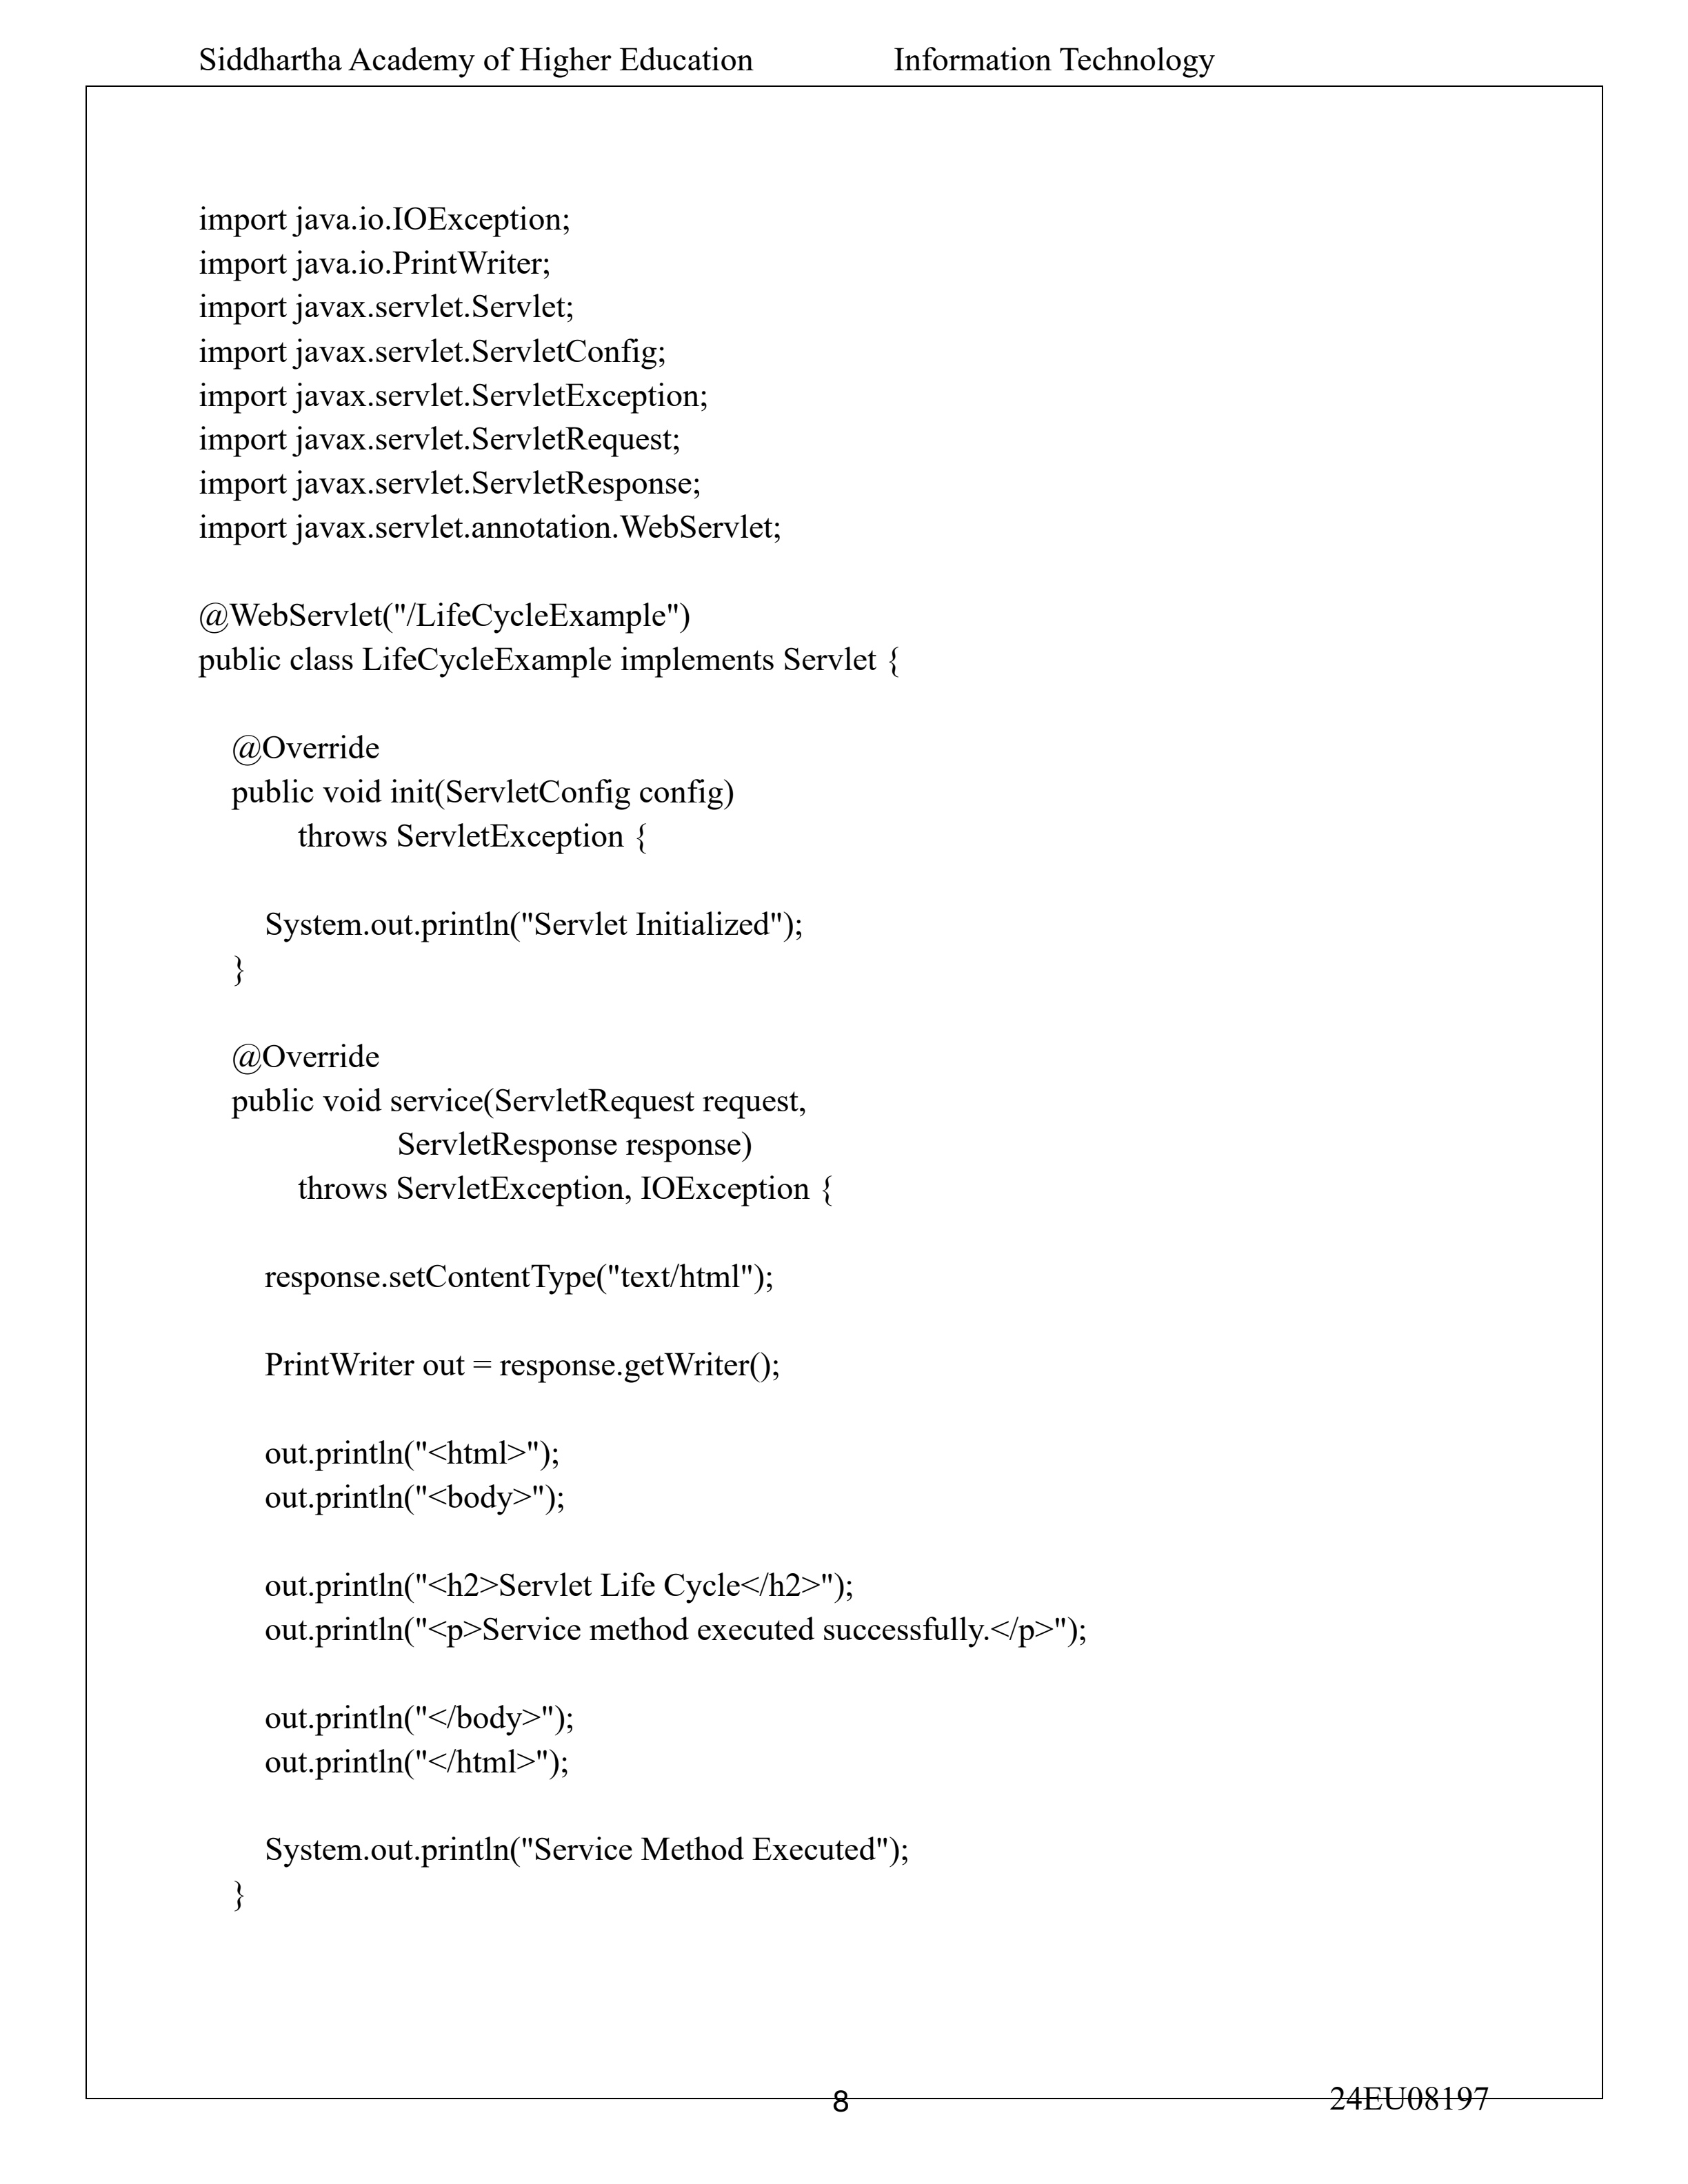 Siddhartha Academy of Higher Education Information Technology
import java.io.IOException;
import java.io.PrintWriter;
import javax.servlet.Servlet;
import javax.servlet.ServletConfig;
import javax.servlet.ServletException;
import javax.servlet.ServletRequest;
import javax.servlet.ServletResponse;
import javax.servlet.annotation.WebServlet;
@WebServlet("/LifeCycleExample")
public class LifeCycleExample implements Servlet {
@Override
public void init(ServletConfig config)
throws ServletException {
System.out.println("Servlet Initialized");
}
@Override
public void service(ServletRequest request,
ServletResponse response)
throws ServletException, IOException {
response.setContentType("text/html");
PrintWriter out = response.getWriter();
out.println("<html>");
out.println("<body>");
out.println("<h2>Servlet Life Cycle</h2>");
out.println("<p>Service method executed successfully.</p>");
out.println("</body>");
out.println("</html>");
System.out.println("Service Method Executed");
}
8 24EU08197